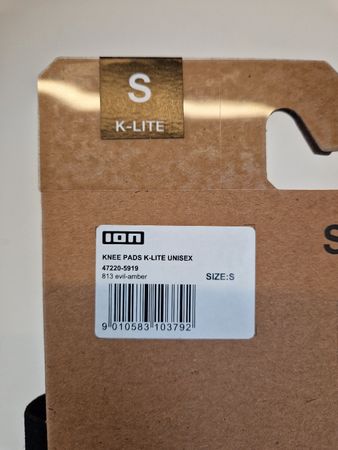 S
K-LITE
S
ion
KNEE PADS K-LITE UNISEX
47220-5919
813 evil-amber
SIZE:S
9 010583 103792